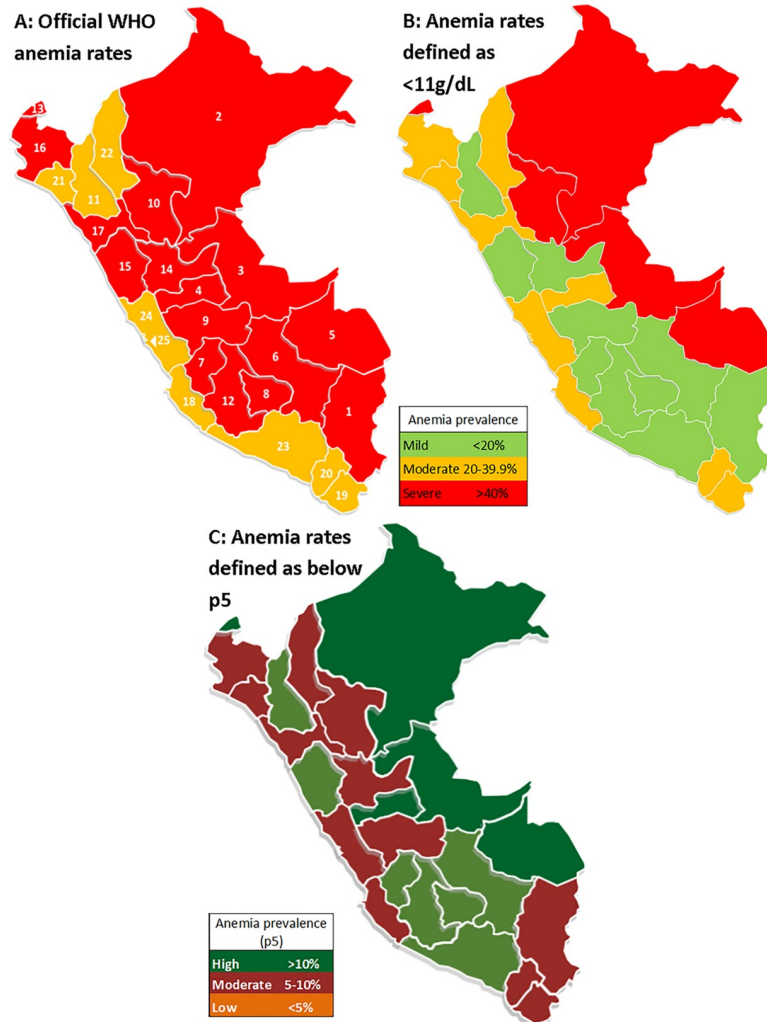 A: Official WHO
anemia rates
B: Anemia rates
defined as
<11g/dL
13
2
16
22
21
11
10
17
15
14
3
4
24
9
25
5
6
7
18
12
8
1
23
20
19
Anemia prevalence
Mild <20%
Moderate 20-39.9%
Severe >40%
C: Anemia rates
defined as below
p5
Anemia prevalence
(p5)
High >10%
Moderate 5-10%
Low <5%